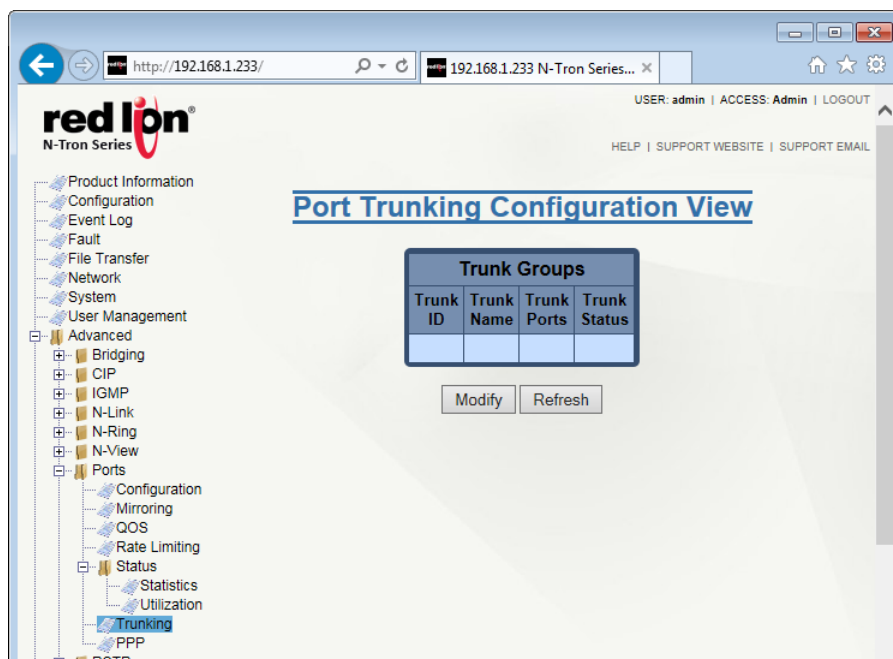 http://192.168.1.233/
192.168.1.233 N-Tron Series...
USER: admin | ACCESS: Admin | LOGOUT
red lion®
N-Tron Series
HELP | SUPPORT WEBSITE | SUPPORT EMAIL
Product Information
Configuration
Event Log
Fault
File Transfer
Network
System
User Management
Advanced
Bridging
CIP
IGMP
N-Link
N-Ring
N-View
Ports
Configuration
Mirroring
QOS
Rate Limiting
Status
Statistics
Utilization
Trunking
PPP
Port Trunking Configuration View
Trunk Groups
Trunk ID
Trunk Name
Trunk Ports
Trunk Status
Modify
Refresh